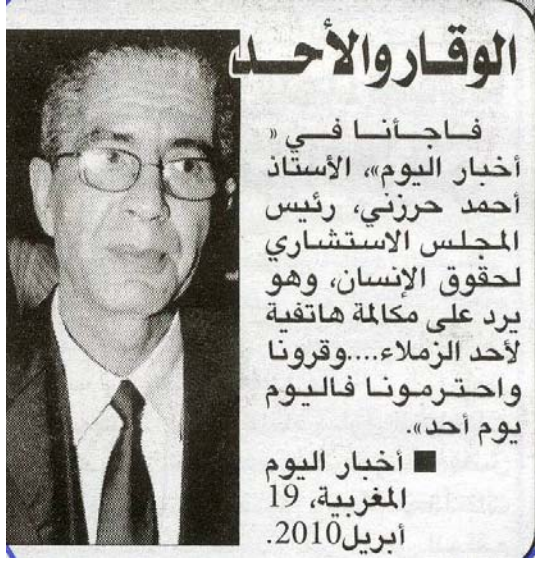 الوقار والأحد
فاجأنا في «
أخبار اليوم»، الأستاذ
أحمد حرزني، رئيس
المجلس الاستشاري
لحقوق الإنسان، وهو
يرد على مكالمة هاتفية
لأحد الزملاء....وقرونا
واحترمونا فاليوم
يوم أحد».
■ أخبار اليوم
المغربية، 19
أبريل2010.